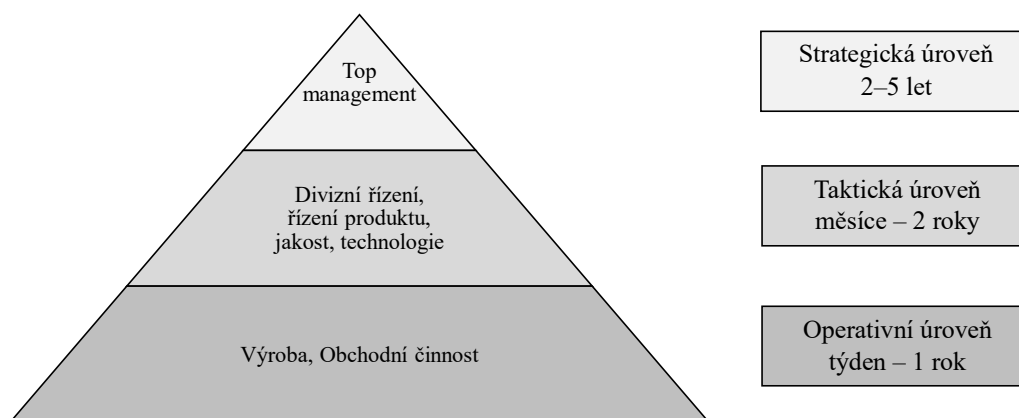 Top
management
Strategická úroveň
2–5 let
Divizní řízení,
řízení produktu,
jakost, technologie
Taktická úroveň
měsíce – 2 roky
Výroba, Obchodní činnost
Operativní úroveň
týden – 1 rok